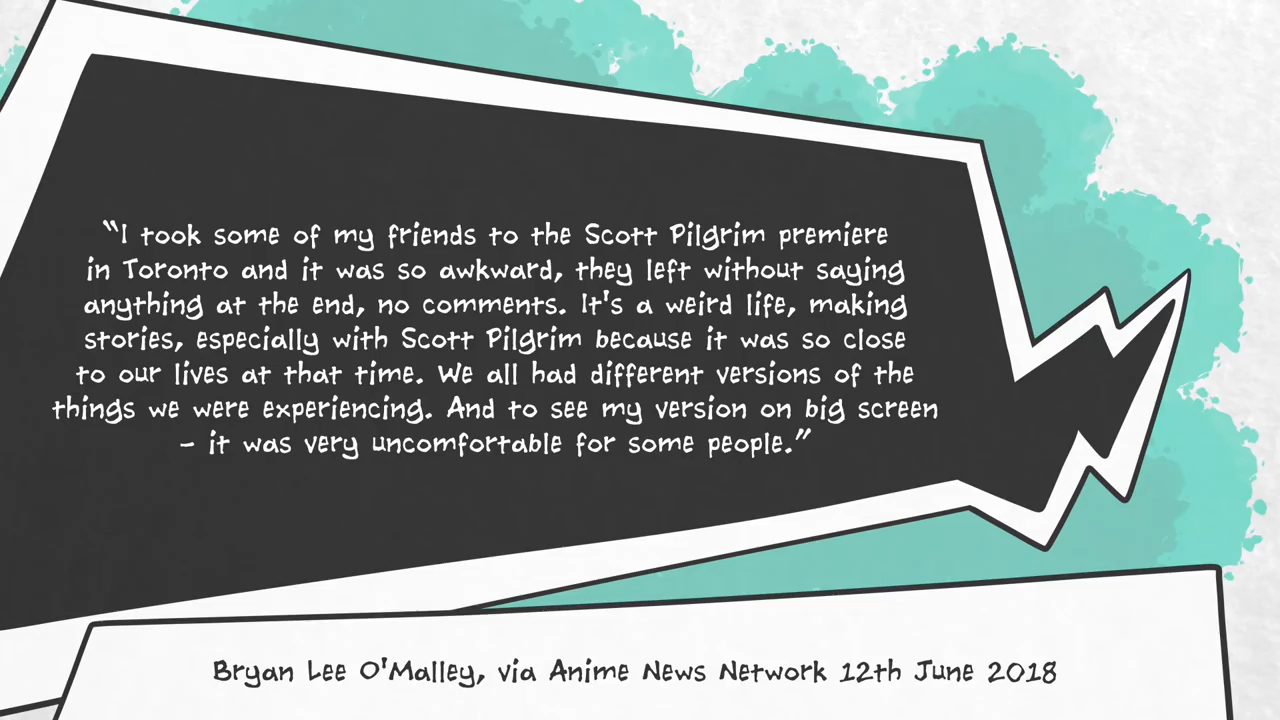 “I took some of my friends to the Scott Pilgrim premiere
in Toronto and it was so awkward, they left without saying
anything at the end, no comments. It's a weird life, making
stories, especially with Scott Pilgrim because it was so close
to our lives at that time. We all had different versions of the
things we were experiencing. And to see my version on big screen
– it was very uncomfortable for some people.”
Bryan Lee O'Malley, via Anime News Network 12th June 2018